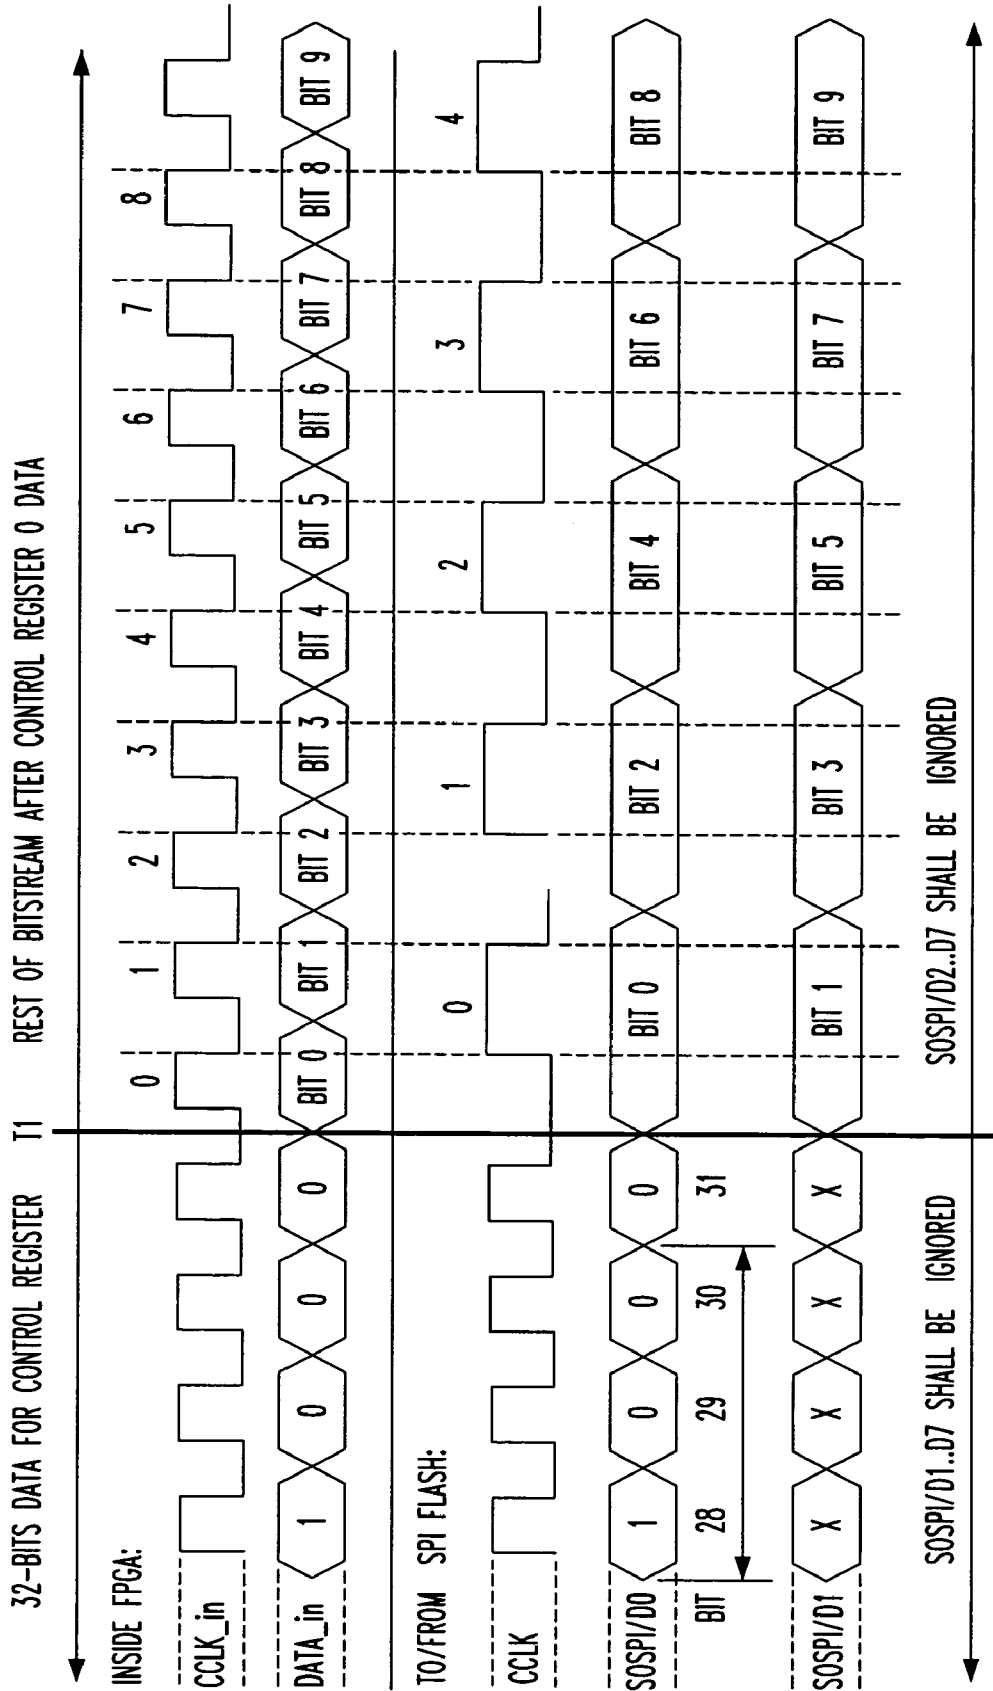 32-BITS DATA FOR CONTROL REGISTER T1 REST OF BITSTREAM AFTER CONTROL REGISTER 0 DATA
INSIDE FPGA:
0 1 2 3 4 5 6 7 8
CCLK_in
DATA_in 1 0 0 0 BIT 0 BIT 1 BIT 2 BIT 3 BIT 4 BIT 5 BIT 6 BIT 7 BIT 8 BIT 9
TO/FROM SPI FLASH:
0 1 2 3 4
CCLK
SOSPI/D0 1 0 0 0 BIT 0 BIT 2 BIT 4 BIT 6 BIT 8
BIT 28 29 30 31
SOSPI/D1 X X X X BIT 1 BIT 3 BIT 5 BIT 7 BIT 9
SOSPI/D1..D7 SHALL BE IGNORED SOSPI/D2..D7 SHALL BE IGNORED